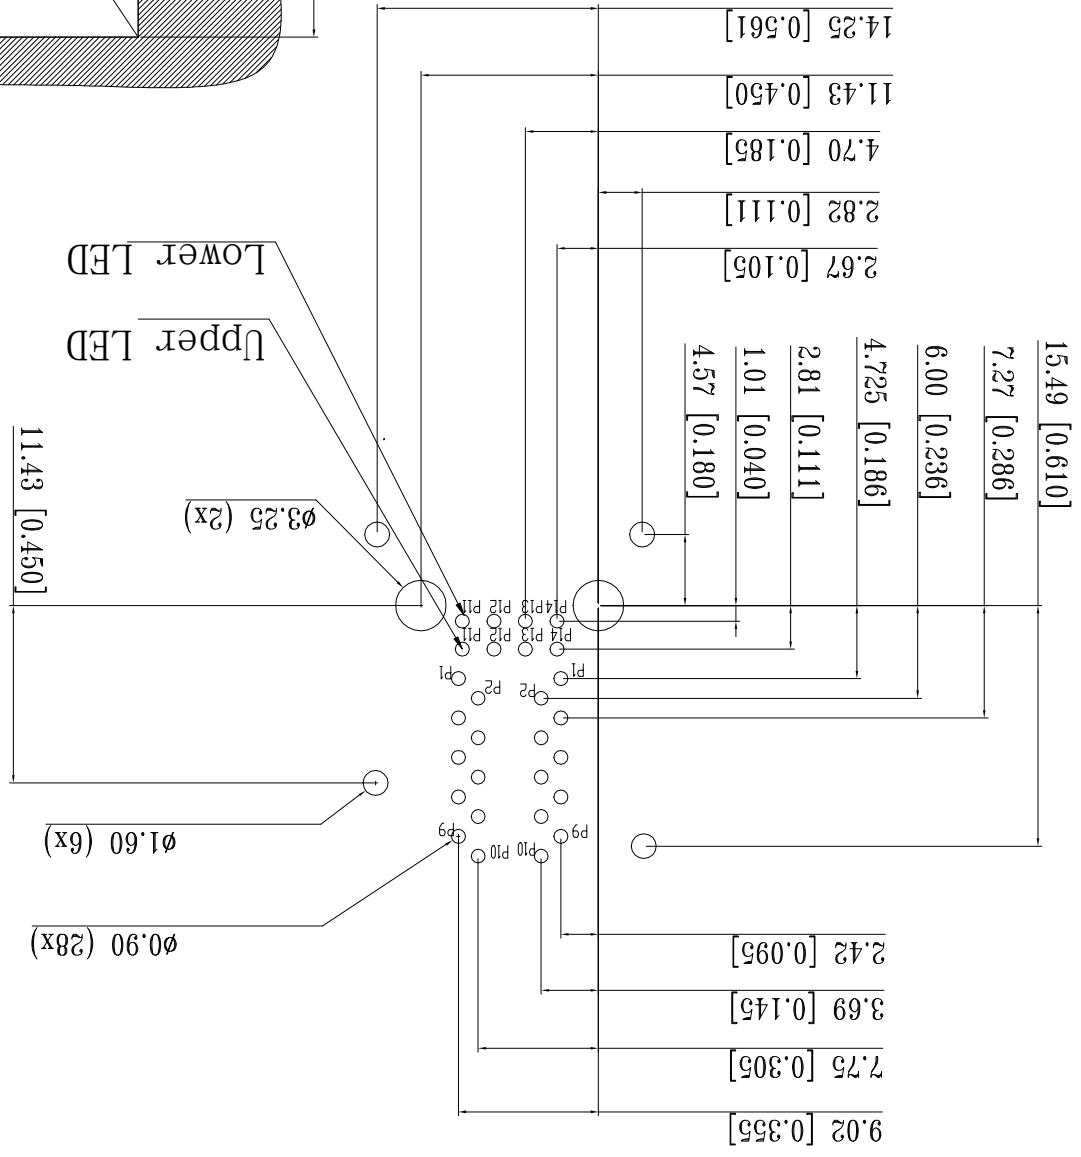 14.25 [0.561]
11.43 [0.450]
4.70 [0.185]
2.82 [0.111]
2.67 [0.105]
Lower LED
Upper LED
15.49 [0.610]
7.27 [0.286]
6.00 [0.236]
4.725 [0.186]
2.81 [0.111]
1.01 [0.040]
4.57 [0.180]
11.43 [0.450]
ø3.25 (2x)
P11 P12 P13 P14
P11 P12 P13 P14
P1 P1
P2 P2
P9 P9
P10 P10
ø1.60 (6x)
ø0.90 (28x)
2.42 [0.095]
3.69 [0.145]
7.75 [0.305]
9.02 [0.355]